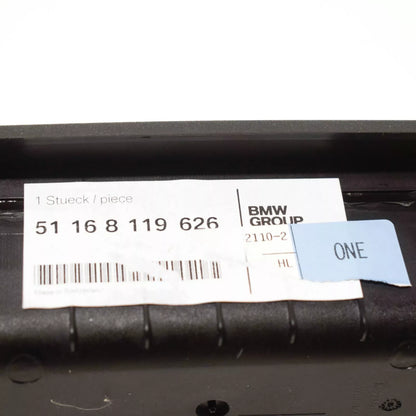 1 Stueck / piece
51 16 8 119 626
BMW
GROUP
2110-2
HL
ONE